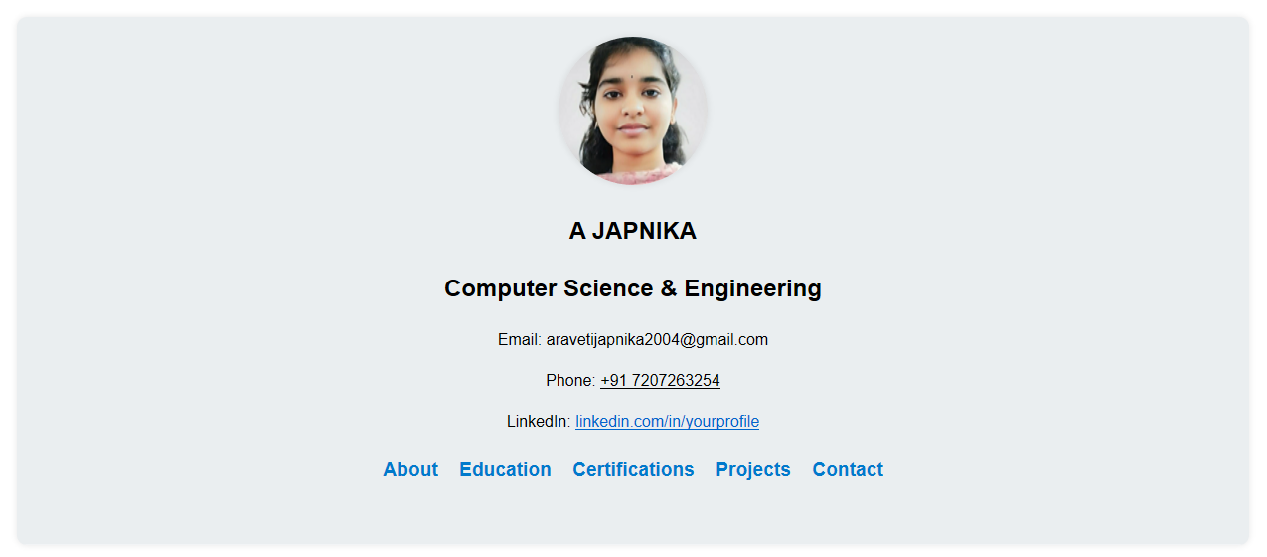 A JAPNIKA
Computer Science & Engineering
Email: aravetijapnika2004@gmail.com
Phone: +91 7207263254
LinkedIn: linkedin.com/in/yourprofile
About Education Certifications Projects Contact